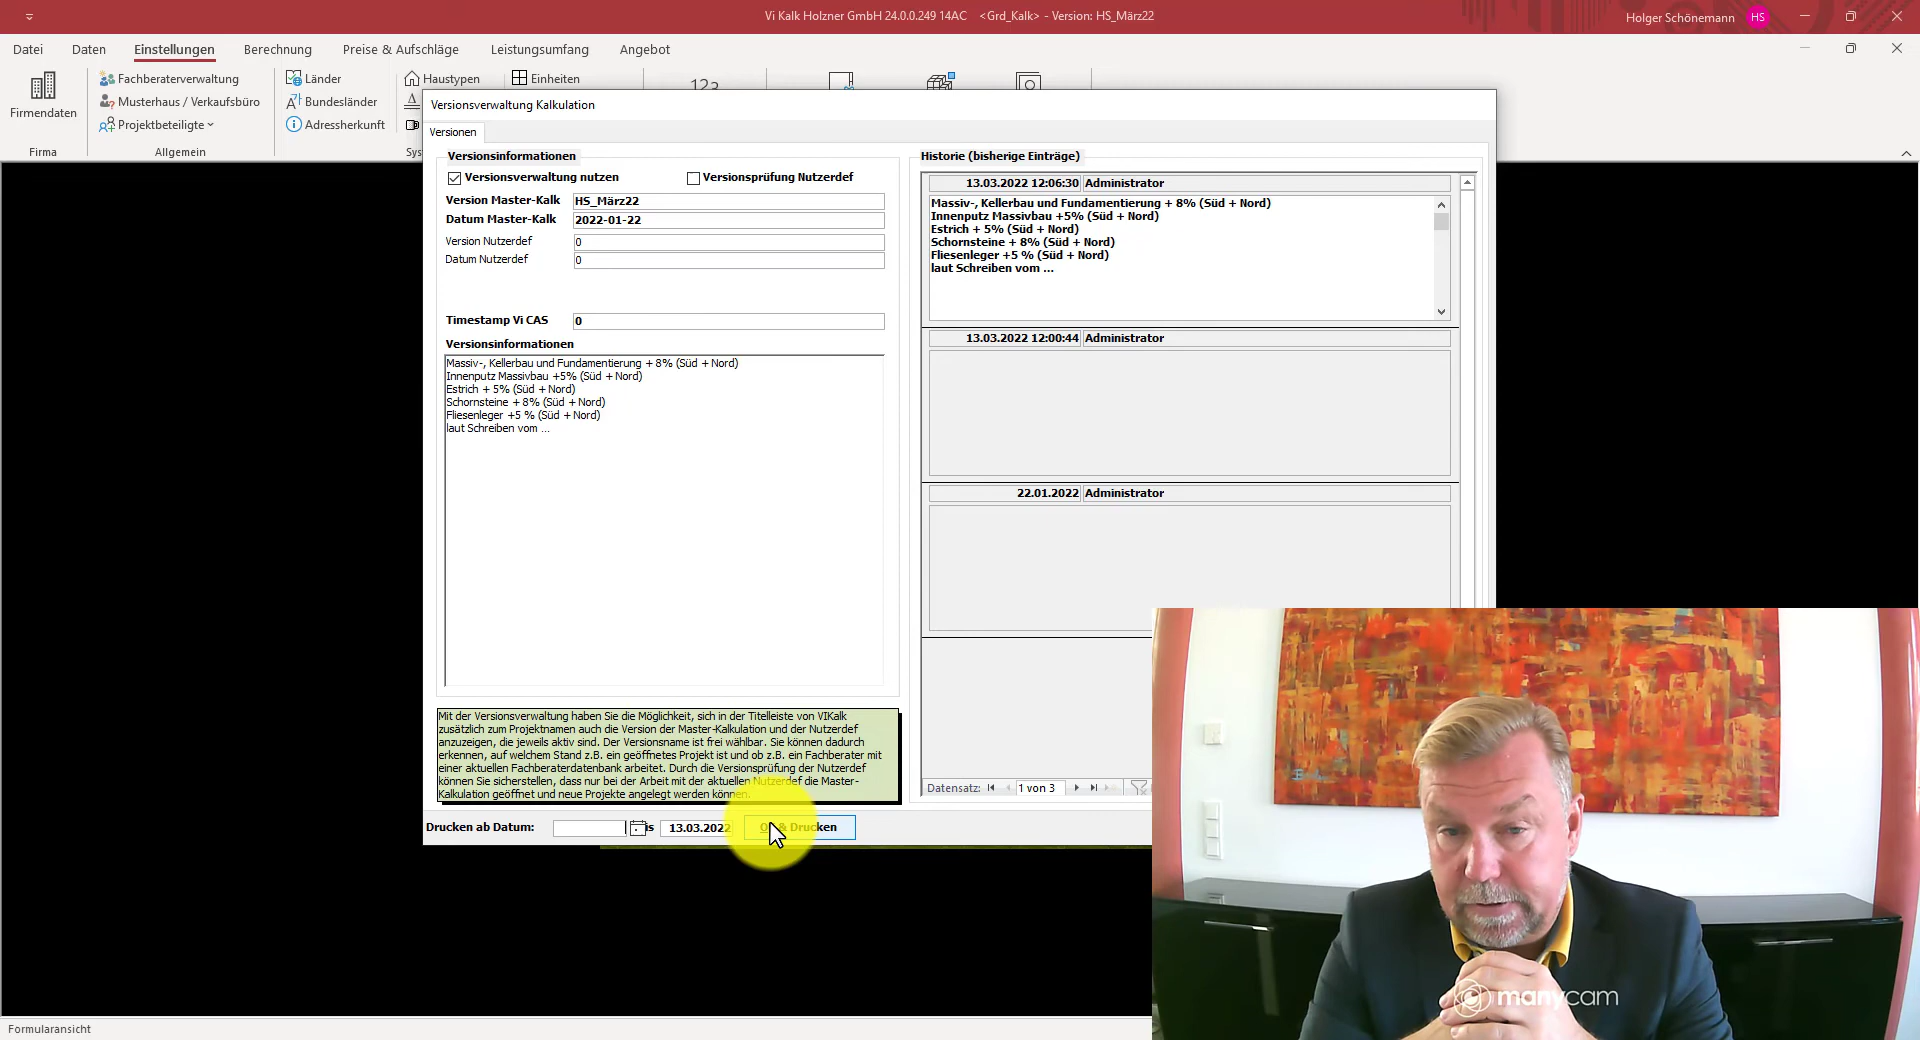 Vi Kalk Holzner GmbH 24.0.0.249 14AC <Grd_Kalk> - Version: HS_März22
Holger Schönemann HS
Datei Daten Einstellungen Berechnung Preise & Aufschläge Leistungsumfang Angebot
Firmendaten
Firma
Fachberaterverwaltung
Musterhaus / Verkaufsbüro
Projektbeteiligte
Allgemein
Länder
Bundesländer
Adressherkunft
Haustypen
Einheiten
Versionsverwaltung Kalkulation
Versionen
Versionsinformationen
Versionsverwaltung nutzen
Versionsprüfung Nutzerdef
Version Master-Kalk HS_März22
Datum Master-Kalk 2022-01-22
Version Nutzerdef 0
Datum Nutzerdef 0
Timestamp Vi CAS 0
Versionsinformationen
Massiv-, Kellerbau und Fundamentierung + 8% (Süd + Nord)
Innenputz Massivbau +5% (Süd + Nord)
Estrich + 5% (Süd + Nord)
Schornsteine + 8% (Süd + Nord)
Fliesenleger +5 % (Süd + Nord)
laut Schreiben vom ...
Mit der Versionsverwaltung haben Sie die Möglichkeit, sich in der Titelleiste von VIKalk
zusätzlich zum Projektnamen auch die Version der Master-Kalkulation und der Nutzerdef
anzuzeigen, die jeweils aktiv sind. Der Versionsname ist frei wählbar. Sie können dadurch
erkennen, auf welchem Stand z.B. ein geöffnetes Projekt ist und ob z.B. ein Fachberater mit
einer aktuellen Fachberaterdatenbank arbeitet. Durch die Versionsprüfung der Nutzerdef
können Sie sicherstellen, dass nur bei der Arbeit mit der aktuellen Nutzerdef die Master-
Kalkulation geöffnet und neue Projekte angelegt werden können.
Drucken ab Datum: 13.03.2022 Drucken
Historie (bisherige Einträge)
13.03.2022 12:06:30 Administrator
Massiv-, Kellerbau und Fundamentierung + 8% (Süd + Nord)
Innenputz Massivbau +5% (Süd + Nord)
Estrich + 5% (Süd + Nord)
Schornsteine + 8% (Süd + Nord)
Fliesenleger +5 % (Süd + Nord)
laut Schreiben vom ...
13.03.2022 12:00:44 Administrator
22.01.2022 Administrator
Datensatz: 1 von 3
manycam
Formularansicht